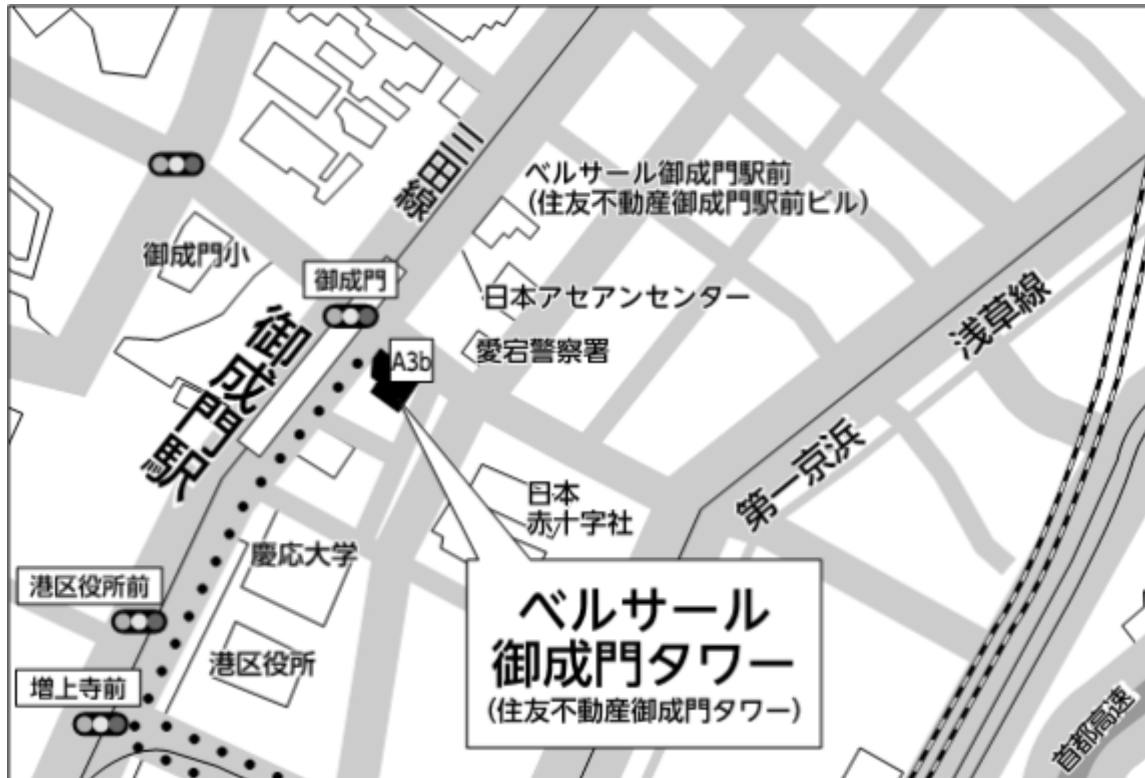 三田線
ベルサール御成門駅前
(住友不動産御成門駅前ビル)
御成門小
御成門
日本アセアンセンター
浅草線
御成門駅
A3b
愛宕警察署
第一京浜
日本
赤十字社
慶応大学
港区役所前
ベルサール
御成門タワー
(住友不動産御成門タワー)
港区役所
増上寺前
首都高速